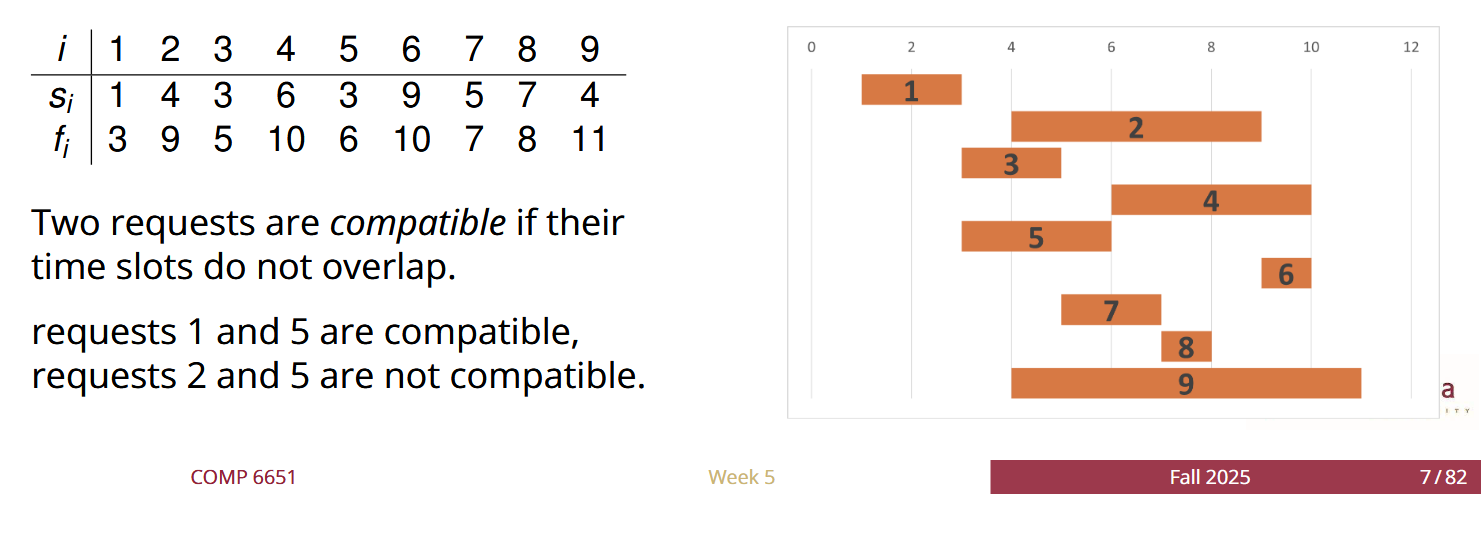 i 1 2 3 4 5 6 7 8 9
si 1 4 3 6 3 9 5 7 4
fi 3 9 5 10 6 10 7 8 11
Two requests are compatible if their
time slots do not overlap.
requests 1 and 5 are compatible,
requests 2 and 5 are not compatible.
0 2 4 6 8 10 12
1
2
3
4
5
6
7
8
9
a
ITY
COMP 6651 Week 5 Fall 2025 7/82